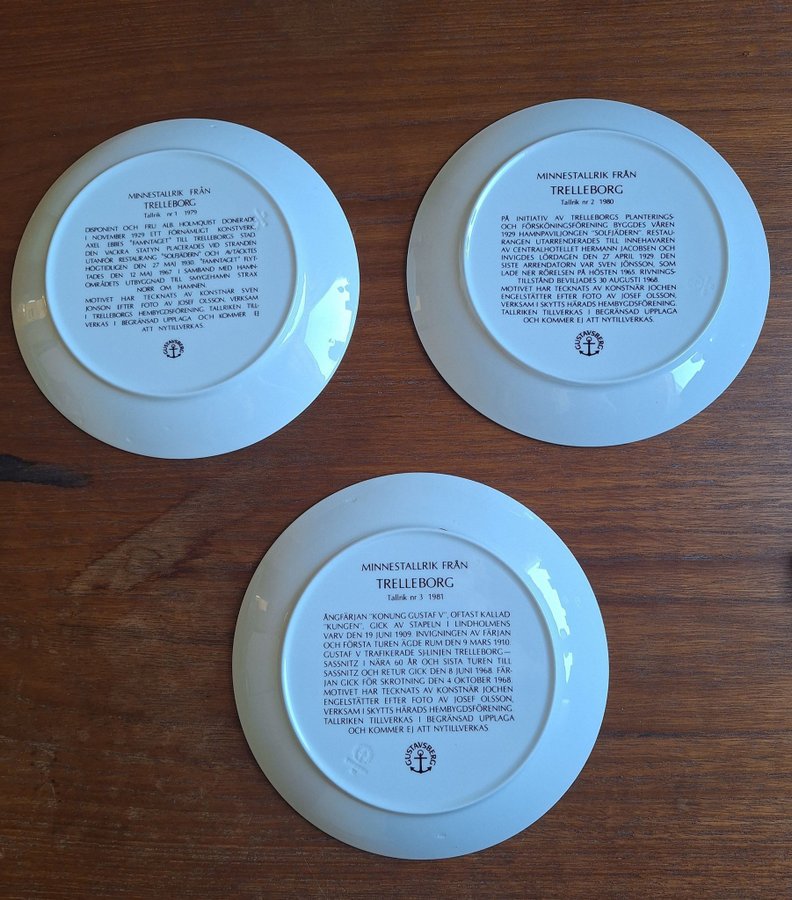 MINNESTALLRIK FRÅN
TRELLEBORG
Tallrik nr 1 1979
DISPONENT OCH FRU ALB. HOLMQUIST DONERADE
I NOVEMBER 1929 ETT FÖRNÄMLIGT KONSTVERK,
AXEL EBBES "FAMNTAGET" TILL TRELLEBORGS STAD.
DEN VACKRA STATYN PLACERADES VID STRANDEN
UTANFÖR RESTAURANG "SOLFJÄDERN" OCH AVTÄCKTES
HÖGTIDLIGEN DEN 27 MAJ 1930. "FAMNTAGET" FLYT-
TADES DEN 12 MAJ 1967 I SAMBAND MED HAMN-
OMRÅDETS UTBYGGNAD TILL SMYGEHAMN STRAX
NORR OM HAMNEN.
MOTIVET HAR TECKNATS AV KONSTNÄR SVEN
JONSON EFTER FOTO AV JOSEF OLSSON, VERKSAM
I TRELLEBORGS HEMBYGDSFÖRENING. TALLRIKEN TILL-
VERKAS I BEGRÄNSAD UPPLAGA OCH KOMMER EJ
ATT NYTILLVERKAS.
GUSTAVSBERG
MINNESTALLRIK FRÅN
TRELLEBORG
Tallrik nr 2 1980
PÅ INITIATIV AV TRELLEBORGS PLANTERINGS-
OCH FÖRSKÖNINGSFÖRENING BYGGDES VÅREN
1929 HAMNPAVILJONGEN "SOLFJÄDERN". RESTAU-
RANGEN UTARRENDERADES TILL INNEHAVAREN
AV CENTRALHOTELLET HERMANN JACOBSEN OCH
INVIGDES LÖRDAGEN DEN 27 APRIL 1929. DEN
SISTE ARRENDATORN VAR SVEN JÖNSSON, SOM
LADE NER RÖRELSEN PÅ HÖSTEN 1965. RIVNINGS-
TILLSTÅND BEVILJADES 30 AUGUSTI 1968.
MOTIVET HAR TECKNATS AV KONSTNÄR JOCHEN
ENGELSTÄTTER EFTER FOTO AV JOSEF OLSSON,
VERKSAM I SKYTTS HÄRADS HEMBYGDSFÖRENING.
TALLRIKEN TILLVERKAS I BEGRÄNSAD UPPLAGA
OCH KOMMER EJ ATT NYTILLVERKAS.
GUSTAVSBERG
MINNESTALLRIK FRÅN
TRELLEBORG
Tallrik nr 3 1981
ÅNGFÄRJAN "KONUNG GUSTAF V", OFTAST KALLAD
"KUNGEN", GICK AV STAPELN I LINDHOLMENS
VARV DEN 19 JUNI 1909. INVIGNINGEN AV FÄRJAN
OCH FÖRSTA TUREN ÄGDE RUM DEN 9 MARS 1910.
GUSTAF V TRAFIKERADE SJ-LINJEN TRELLEBORG—
SASSNITZ I NÄRA 60 ÅR OCH SISTA TUREN TILL
SASSNITZ OCH RETUR GICK DEN 8 JUNI 1968. FÄR-
JAN GICK FÖR SKROTNING DEN 4 OKTOBER 1968.
MOTIVET HAR TECKNATS AV KONSTNÄR JOCHEN
ENGELSTÄTTER EFTER FOTO AV JOSEF OLSSON,
VERKSAM I SKYTTS HÄRADS HEMBYGDSFÖRENING.
TALLRIKEN TILLVERKAS I BEGRÄNSAD UPPLAGA
OCH KOMMER EJ ATT NYTILLVERKAS.
GUSTAVSBERG